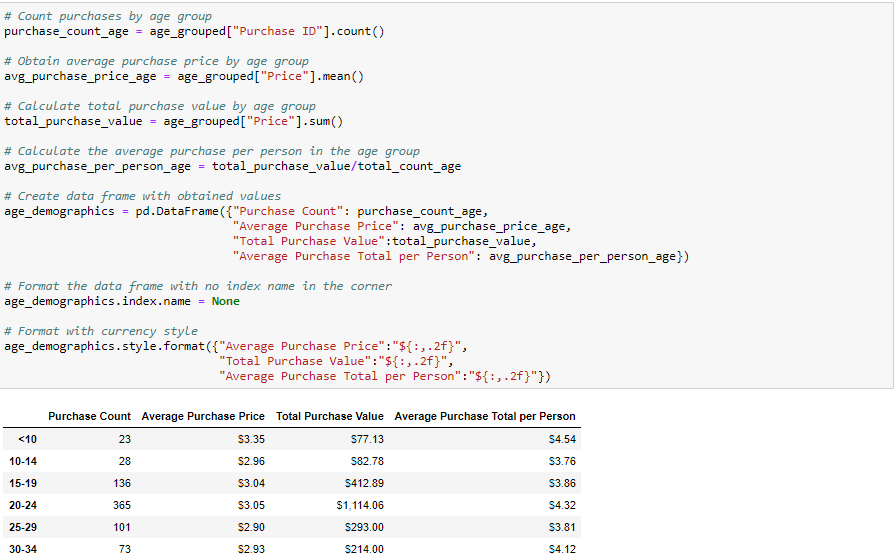 # Count purchases by age group
purchase_count_age = age_grouped["Purchase ID"].count()
# Obtain average purchase price by age group
avg_purchase_price_age = age_grouped["Price"].mean()
# Calculate total purchase value by age group
total_purchase_value = age_grouped["Price"].sum()
# Calculate the average purchase per person in the age group
avg_purchase_per_person_age = total_purchase_value/total_count_age
# Create data frame with obtained values
age_demographics = pd.DataFrame({"Purchase Count": purchase_count_age,
"Average Purchase Price": avg_purchase_price_age,
"Total Purchase Value":total_purchase_value,
"Average Purchase Total per Person": avg_purchase_per_person_age})
# Format the data frame with no index name in the corner
age_demographics.index.name = None
# Format with currency style
age_demographics.style.format({"Average Purchase Price":"${:,.2f}",
"Total Purchase Value":"${:,.2f}",
"Average Purchase Total per Person":"${:,.2f}"})
Purchase Count Average Purchase Price Total Purchase Value Average Purchase Total per Person
<10 23 $3.35 $77.13 $4.54
10-14 28 $2.96 $82.78 $3.76
15-19 136 $3.04 $412.89 $3.86
20-24 365 $3.05 $1,114.06 $4.32
25-29 101 $2.90 $293.00 $3.81
30-34 73 $2.93 $214.00 $4.12